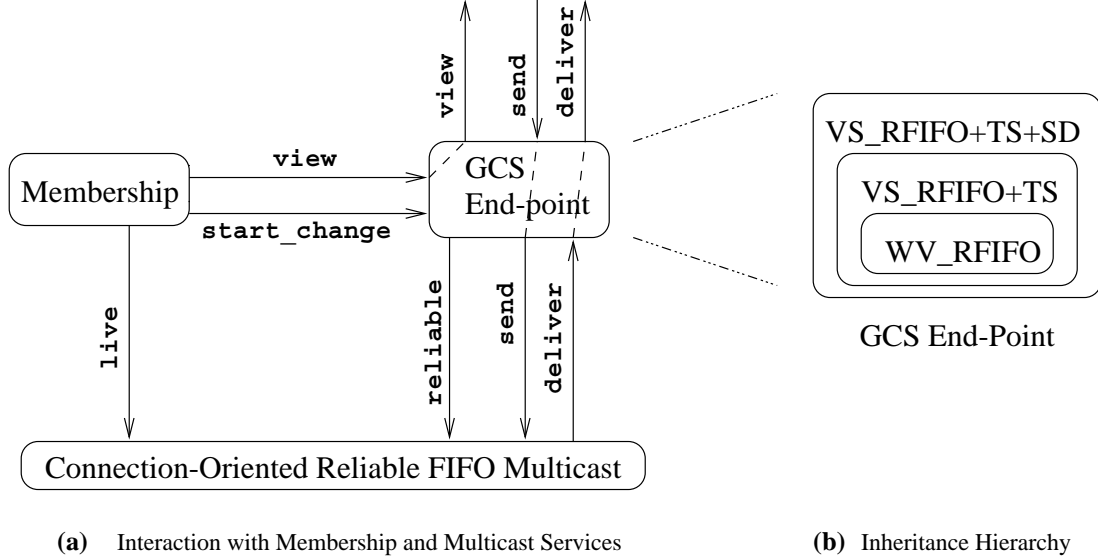 view
send
deliver
VS_RFIFO+TS+SD
view
GCS
End-point
Membership
VS_RFIFO+TS
start_change
WV_RFIFO
live
reliable
send
deliver
GCS End-Point
Connection-Oriented Reliable FIFO Multicast
(a) Interaction with Membership and Multicast Services
(b) Inheritance Hierarchy